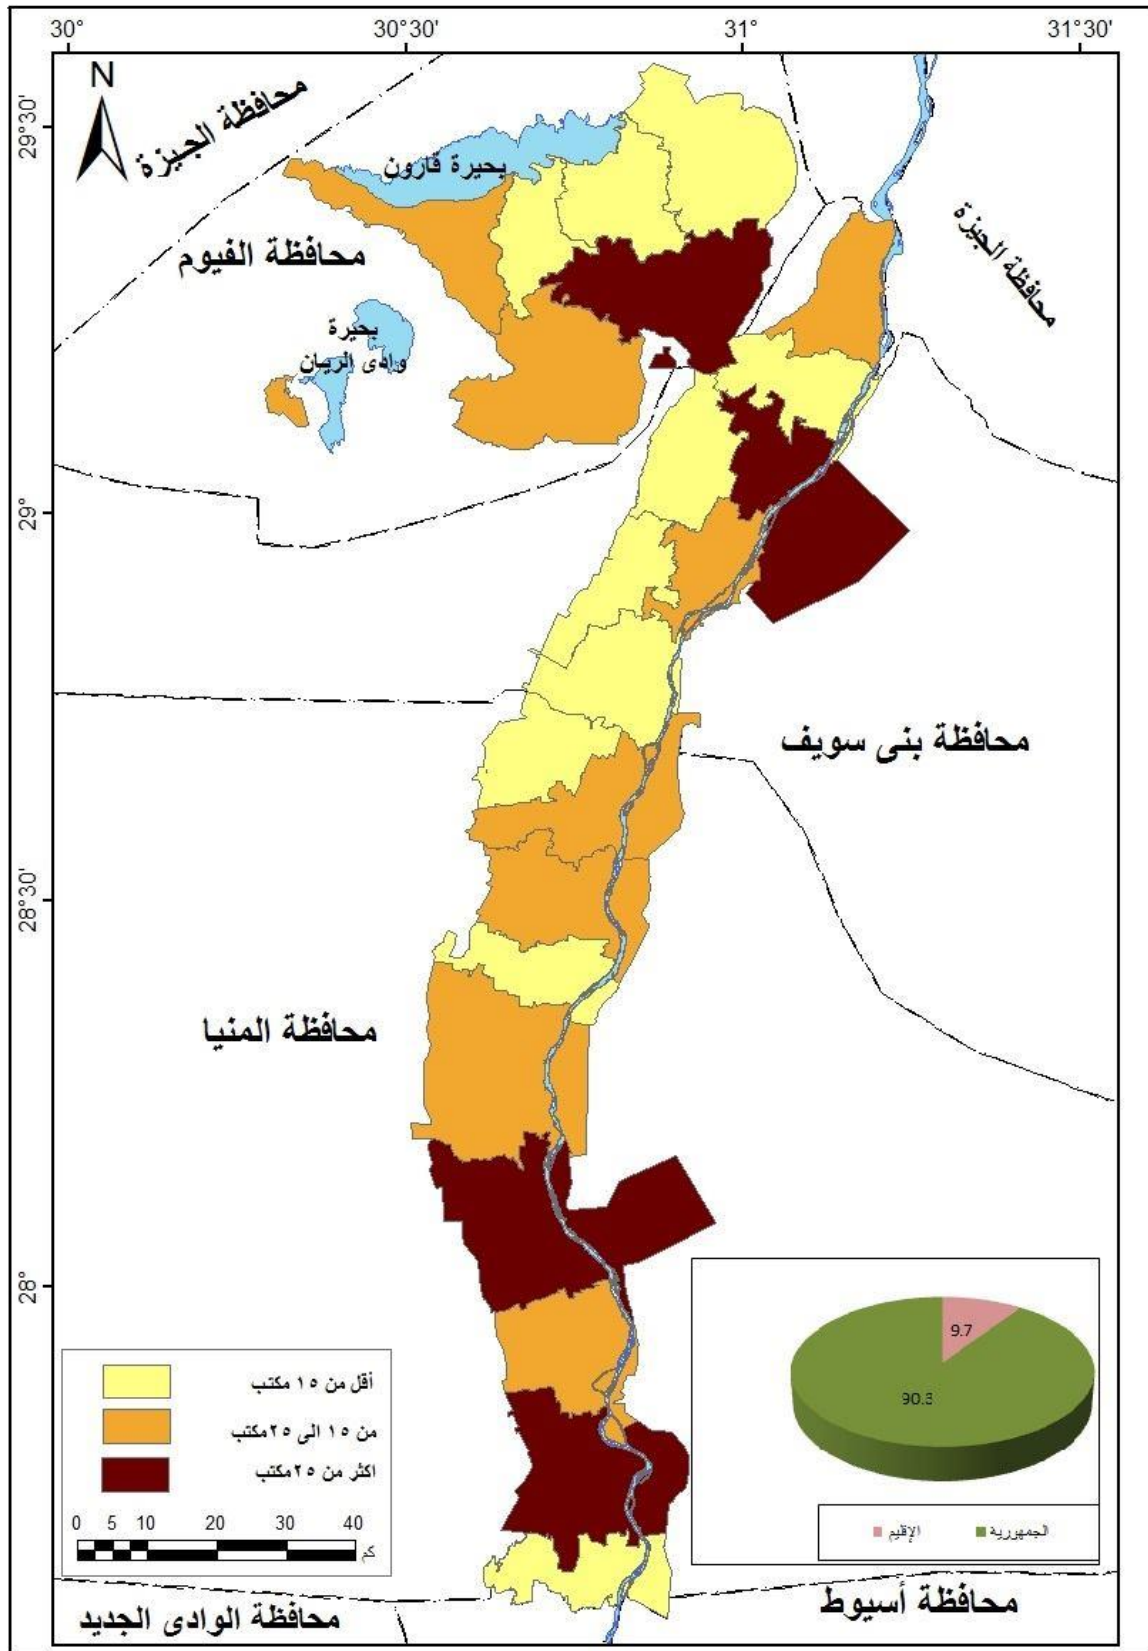 30°
30°30'
31°
31°30'
N
29°30'
محافظة الجيزة
بحيرة قارون
محافظة الفيوم
محافظة الجيزة
بحيرة
وادى الريان
29°
محافظة بنى سويف
28°30'
محافظة المنيا
28°
أقل من ١٥ مكتب
من ١٥ الى ٢٥مكتب
اكثر من ٢٥مكتب
0 5 10 20 30 40
كم
9.7
90.3
الإقليم
الجمهورية
محافظة الوادى الجديد
محافظة أسيوط